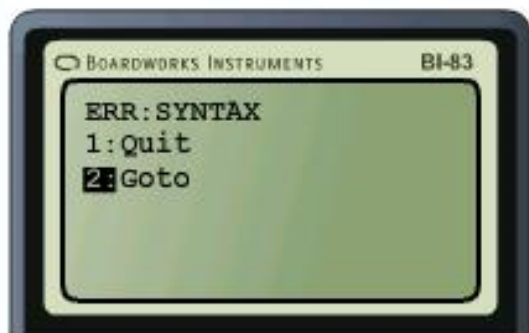 BOARDWORKS INSTRUMENTS BI-83
ERR:SYNTAX
1:Quit
2:Goto